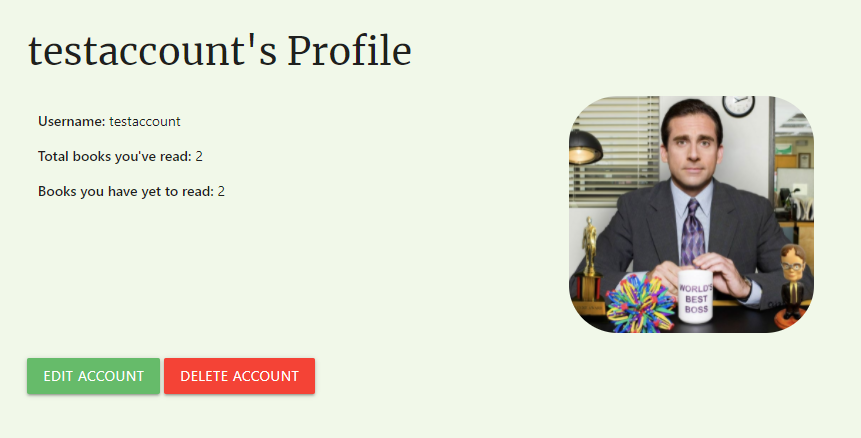 testaccount's Profile
Username: testaccount
Total books you've read: 2
Books you have yet to read: 2
WORLD'S
BEST
BOSS
EDIT ACCOUNT DELETE ACCOUNT